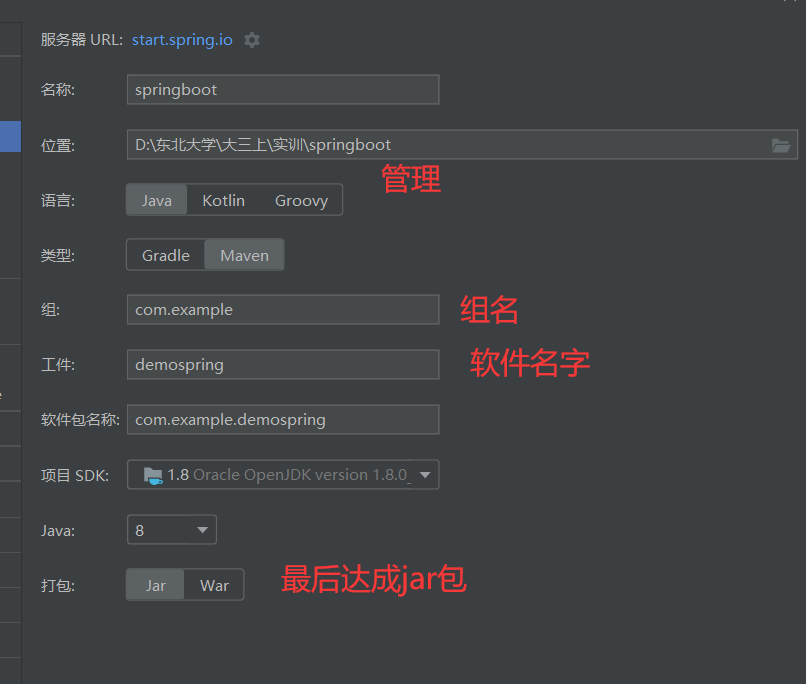 服务器 URL: start.spring.io
名称: springboot
位置: D:\东北大学\大三上\实训\springboot
管理
语言: Java Kotlin Groovy
类型: Gradle Maven
组: com.example 组名
工件: demospring 软件名字
软件包名称: com.example.demospring
项目 SDK: 1.8 Oracle OpenJDK version 1.8.0_
Java: 8
打包: Jar War 最后达成jar包